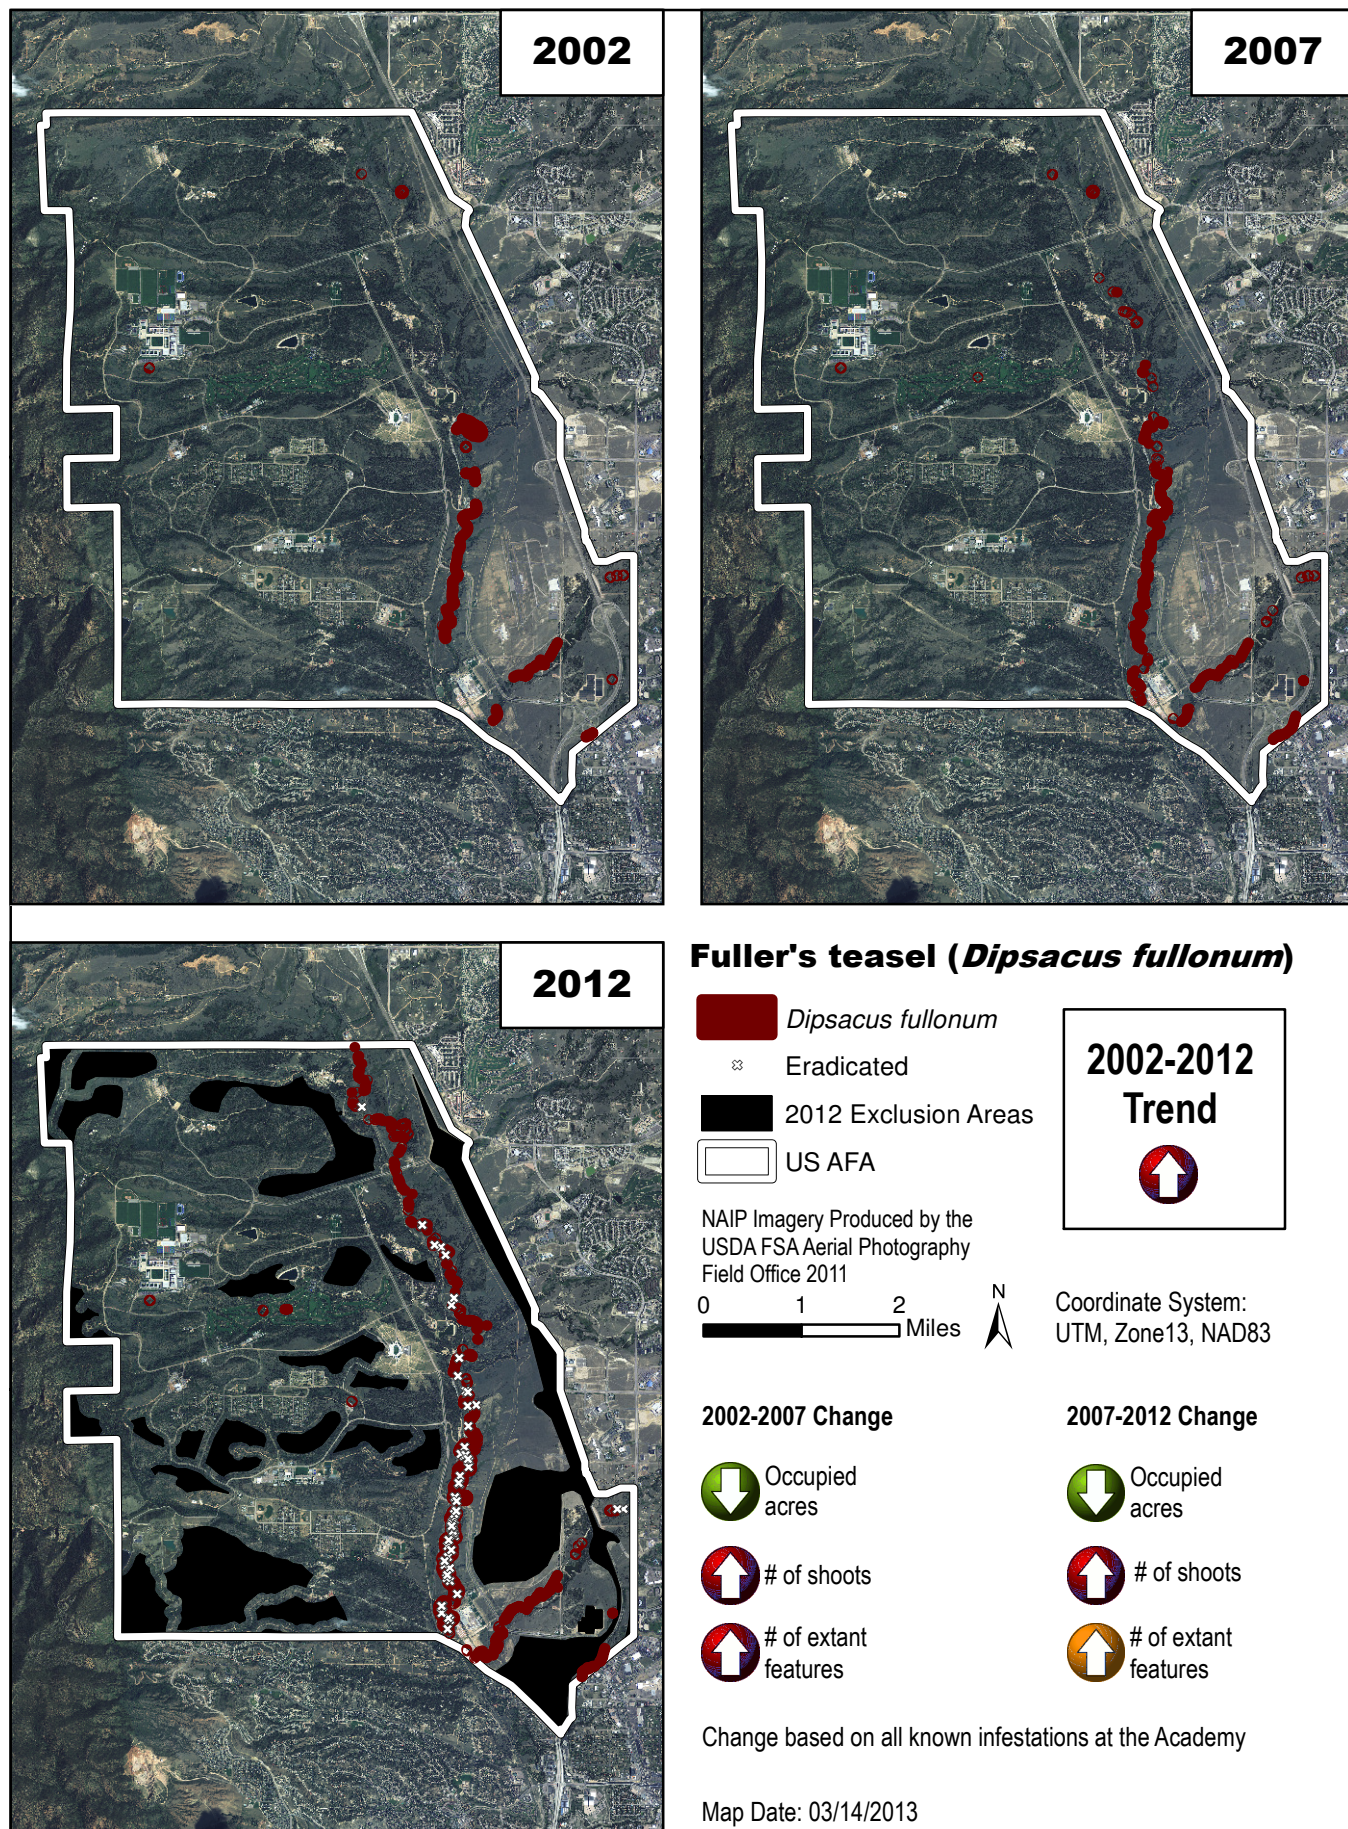 2002
2007
2012
Fuller's teasel (Dipsacus fullonum)
Dipsacus fullonum
Eradicated
2012 Exclusion Areas
US AFA
2002-2012
Trend
NAIP Imagery Produced by the
USDA FSA Aerial Photography
Field Office 2011
0 1 2
Miles
N
Coordinate System:
UTM, Zone13, NAD83
2002-2007 Change
Occupied
acres
# of shoots
# of extant
features
2007-2012 Change
Occupied
acres
# of shoots
# of extant
features
Change based on all known infestations at the Academy
Map Date: 03/14/2013